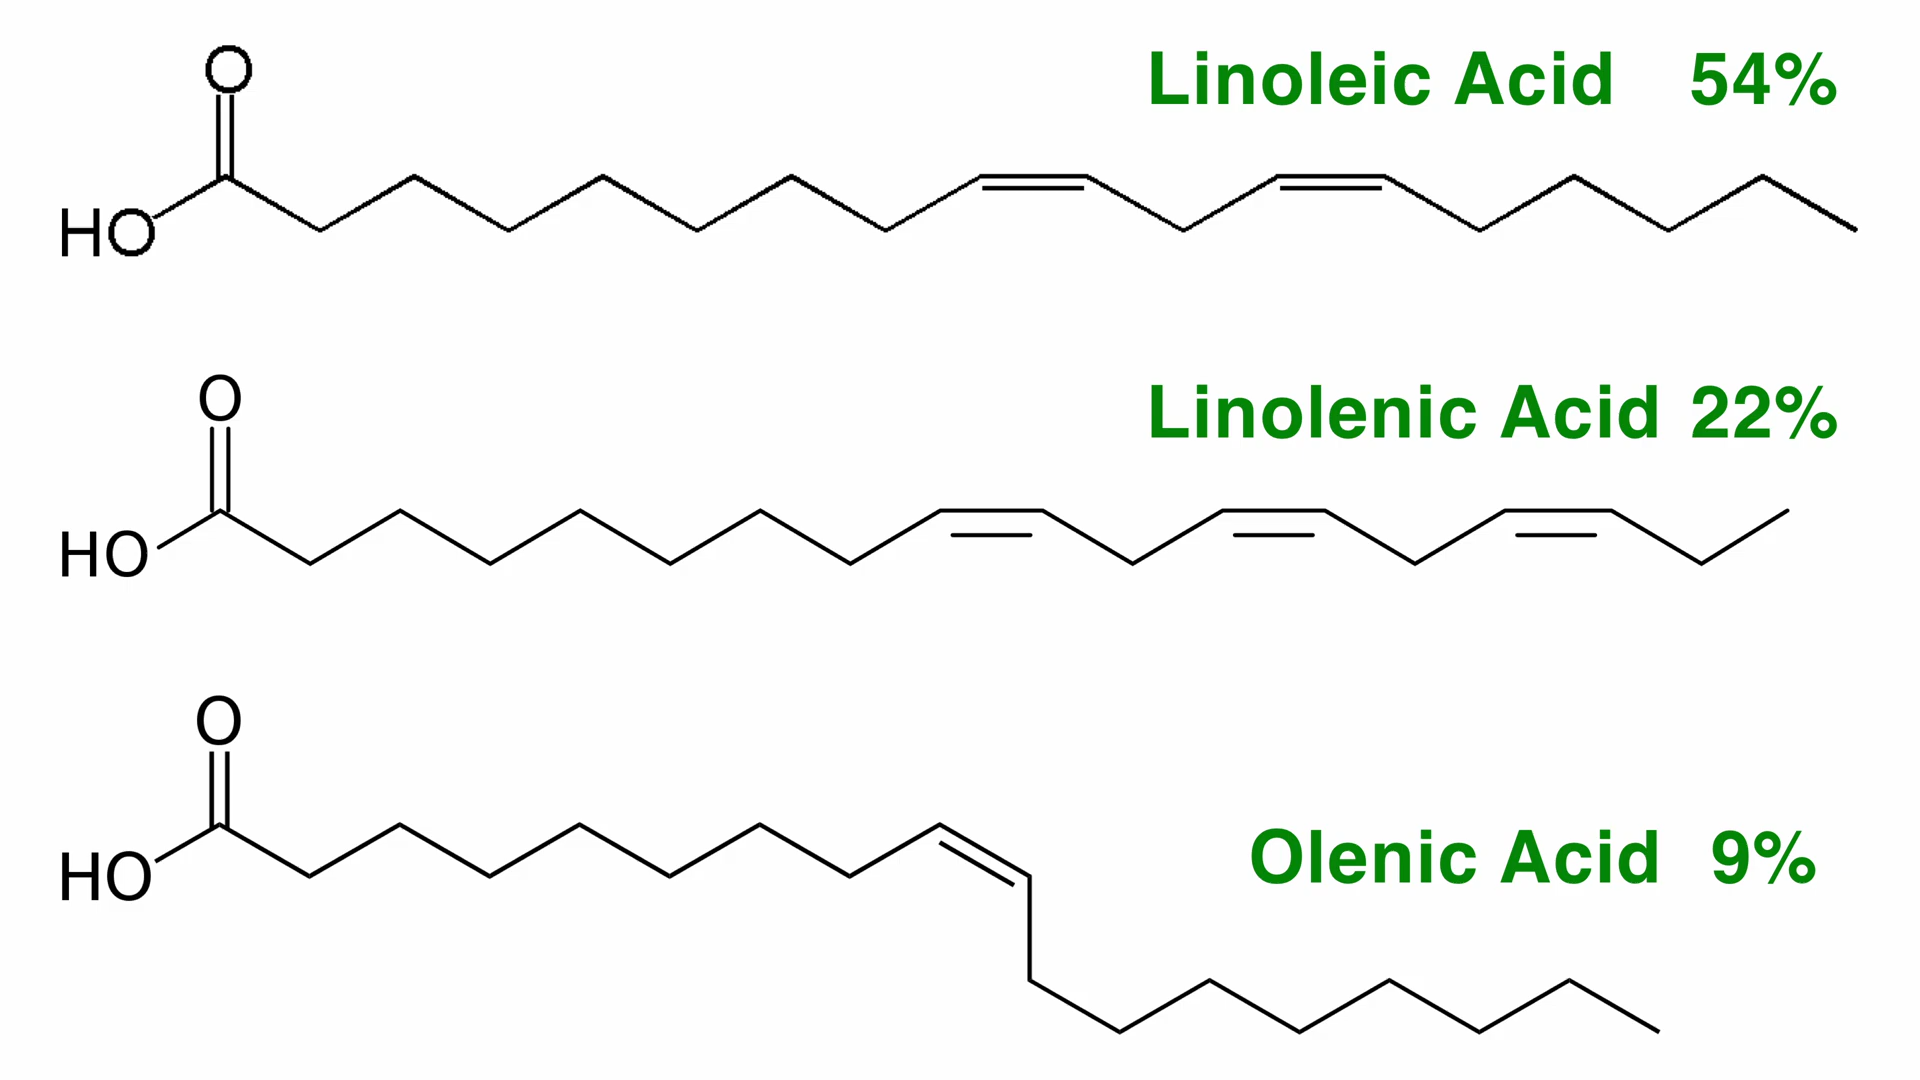 O
Linoleic Acid 54%
HO
O
Linolenic Acid 22%
HO
O
Olenic Acid 9%
HO